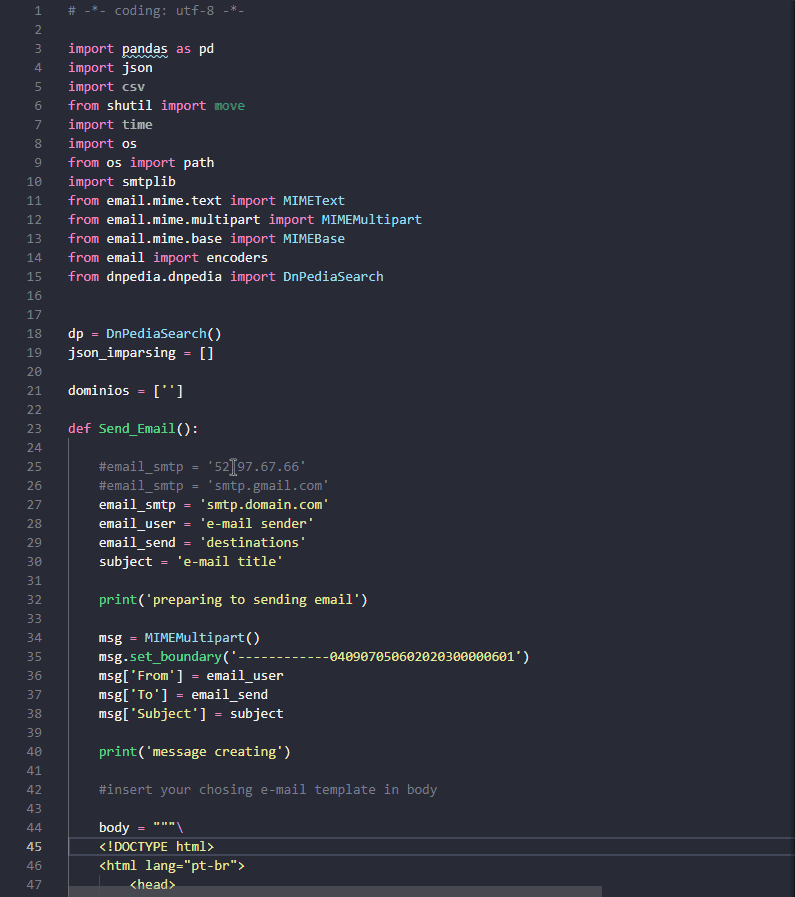 1 # -*- coding: utf-8 -*-
2
3 import pandas as pd
4 import json
5 import csv
6 from shutil import move
7 import time
8 import os
9 from os import path
10 import smtplib
11 from email.mime.text import MIMEText
12 from email.mime.multipart import MIMEMultipart
13 from email.mime.base import MIMEBase
14 from email import encoders
15 from dnpedia.dnpedia import DnPediaSearch
16
17
18 dp = DnPediaSearch()
19 json_imparsing = []
20
21 dominios = ['']
22
23 def Send_Email():
24
25 #email_smtp = '52.97.67.66'
26 #email_smtp = 'smtp.gmail.com'
27 email_smtp = 'smtp.domain.com'
28 email_user = 'e-mail sender'
29 email_send = 'destinations'
30 subject = 'e-mail title'
31
32 print('preparing to sending email')
33
34 msg = MIMEMultipart()
35 msg.set_boundary('------------040907050602020300000601')
36 msg['From'] = email_user
37 msg['To'] = email_send
38 msg['Subject'] = subject
39
40 print('message creating')
41
42 #insert your chosing e-mail template in body
43
44 body = """\
45 <!DOCTYPE html>
46 <html lang="pt-br">
47 <head>